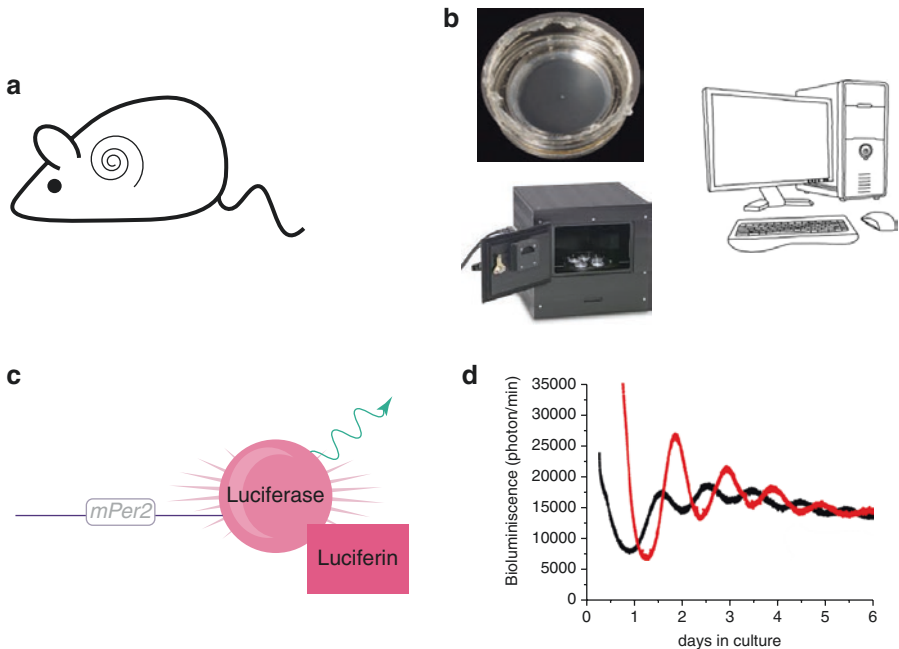 a
b
c
mPer2
Luciferase
Luciferin
d
Bioluminiscence (photon/min)
35000
30000
25000
20000
15000
10000
5000
0
0 1 2 3 4 5 6
days in culture